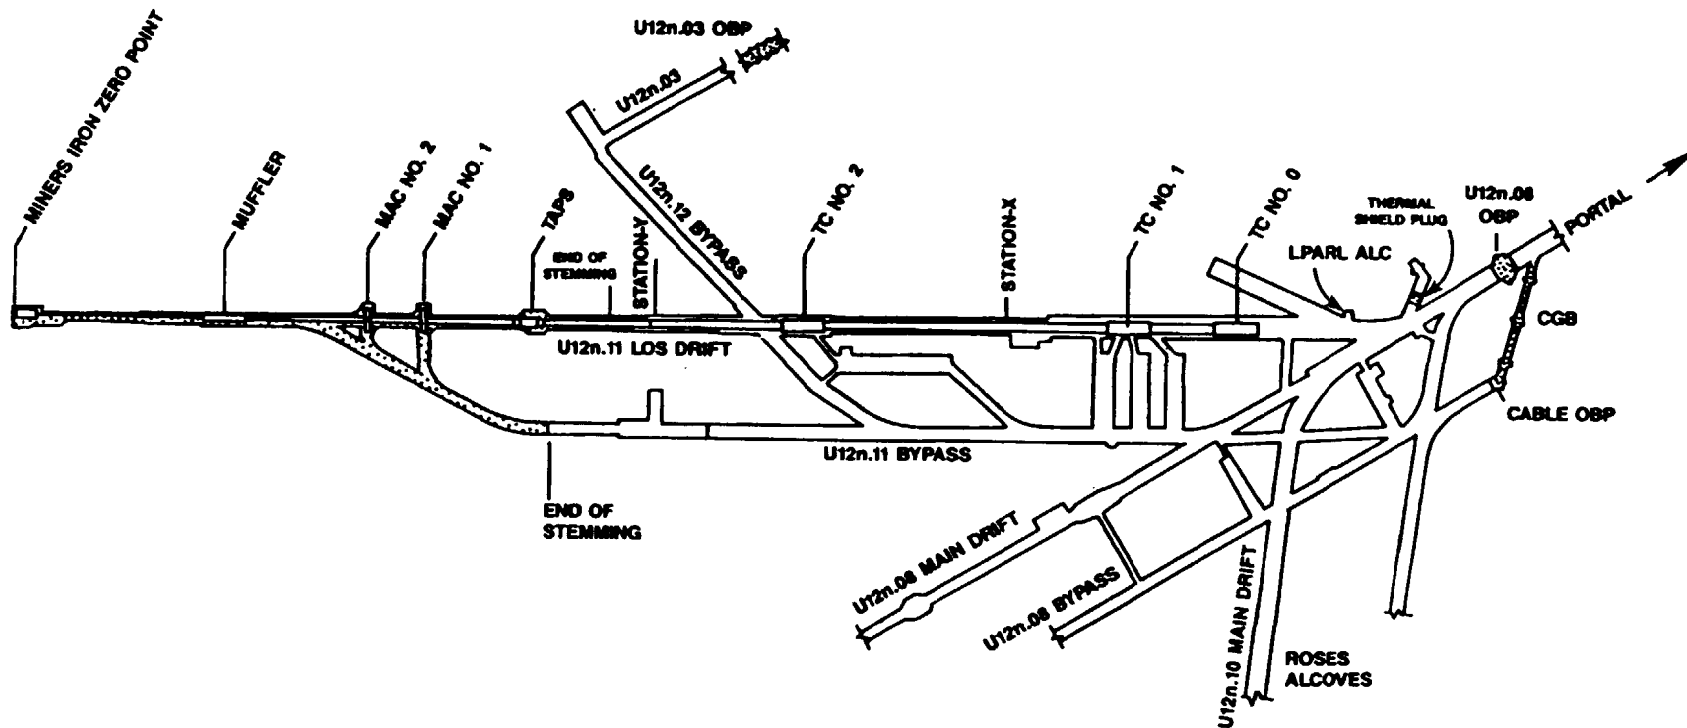 U12n.03 OBP
U12n.03
MINERS IRON ZERO POINT
MUFFLER
MAC NO. 2
MAC NO. 1
TAPS
END OF
STEMMING
STATION-Y
U12n.12 BYPASS
TC NO. 2
STATION-X
TC NO. 1
TC NO. 0
LPARL ALC
THERMAL
SHIELD PLUG
U12n.08
OBP
PORTAL
CGB
CABLE OBP
U12n.11 LOS DRIFT
U12n.11 BYPASS
END OF
STEMMING
U12n.08 MAIN DRIFT
U12n.08 BYPASS
U12n.10 MAIN DRIFT
ROSES
ALCOVES